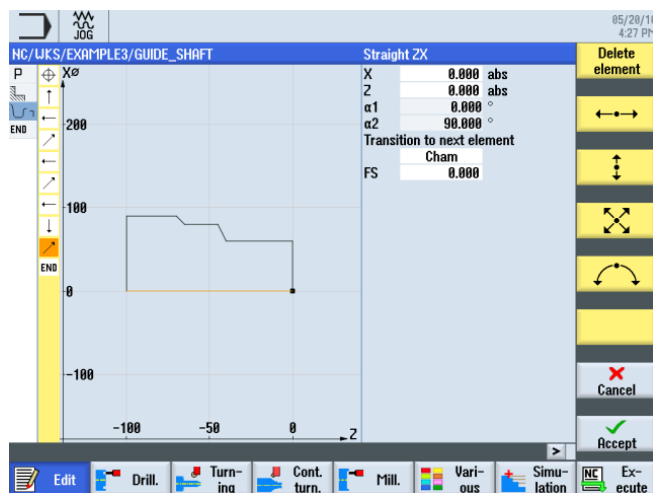 JOG
05/20/1
4:27 PM
NC/WKS/EXAMPLE3/GUIDE_SHAFT
Straight ZX
Delete
element
P
END
END
XØ
200
100
0
-100
-100
-50
0
Z
X 0.000 abs
Z 0.000 abs
α1 0.000 °
α2 90.000 °
Transition to next element
Cham
FS 0.000
Cancel
Accept
>
Edit
Drill.
Turn-
ing
Cont.
turn.
Mill.
Vari-
ous
Simu-
lation
NC
Ex-
ecute